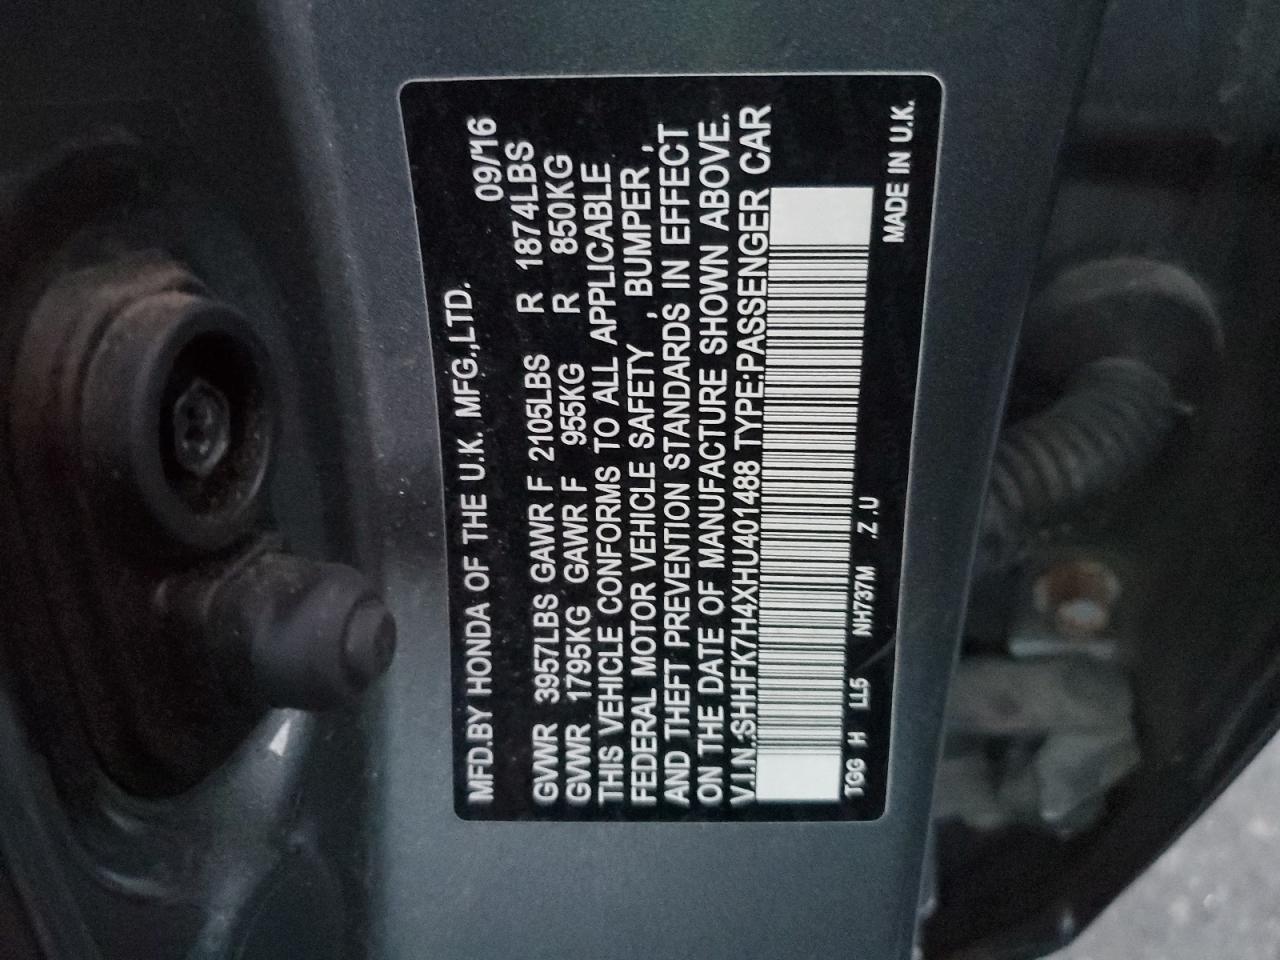 MFD.BY HONDA OF THE U.K. MFG.,LTD. 09/16
GVWR 3957LBS GAWR F 2105LBS R 1874LBS
GVWR 1795KG GAWR F 955KG R 850KG
THIS VEHICLE CONFORMS TO ALL APPLICABLE
FEDERAL MOTOR VEHICLE SAFETY , BUMPER ,
AND THEFT PREVENTION STANDARDS IN EFFECT
ON THE DATE OF MANUFACTURE SHOWN ABOVE.
V.I.N.:SHHFK7H4XHU401488 TYPE:PASSENGER CAR
TGG H LL5 NH737M .Z .U MADE IN U.K.